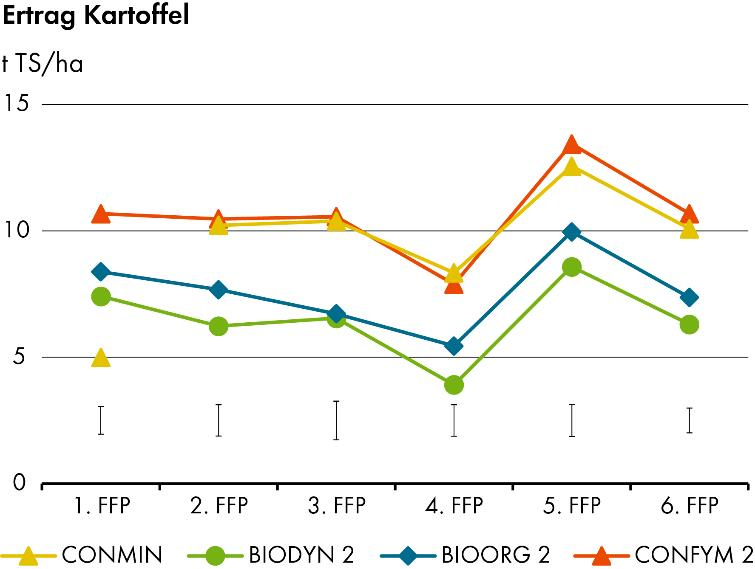 Ertrag Kartoffel
t TS/ha
15
10
5
0
1. FFP 2. FFP 3. FFP 4. FFP 5. FFP 6. FFP
CONMIN BIODYN 2 BIOORG 2 CONFYM 2